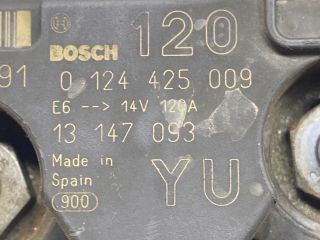 120
BOSCH
91 0 124 425 009
E6 --> 14V 120A
13 147 093
Made in
Spain YU
.900